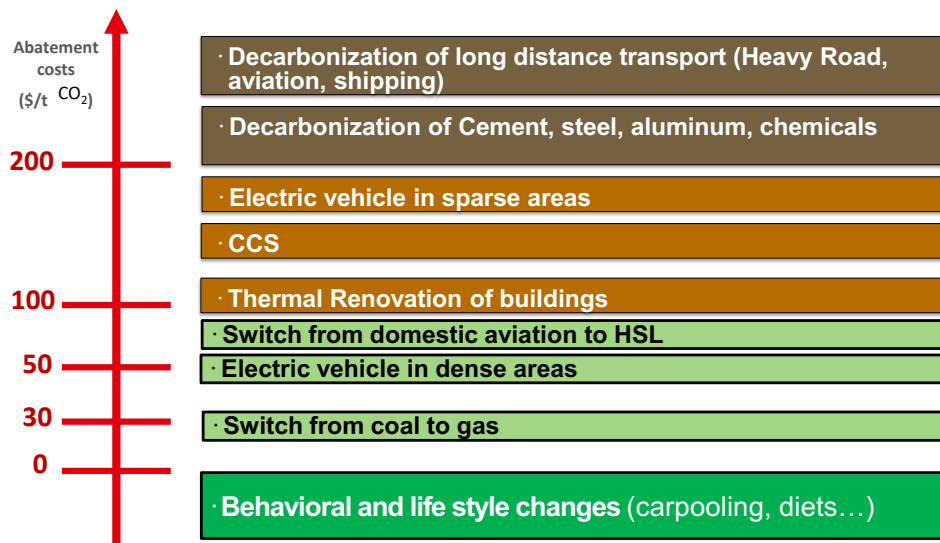 Abatement
costs
($/t CO₂)
· Decarbonization of long distance transport (Heavy Road,
aviation, shipping)
· Decarbonization of Cement, steel, aluminum, chemicals
200
· Electric vehicle in sparse areas
· CCS
100
· Thermal Renovation of buildings
· Switch from domestic aviation to HSL
50
· Electric vehicle in dense areas
30
· Switch from coal to gas
0
· Behavioral and life style changes (carpooling, diets…)